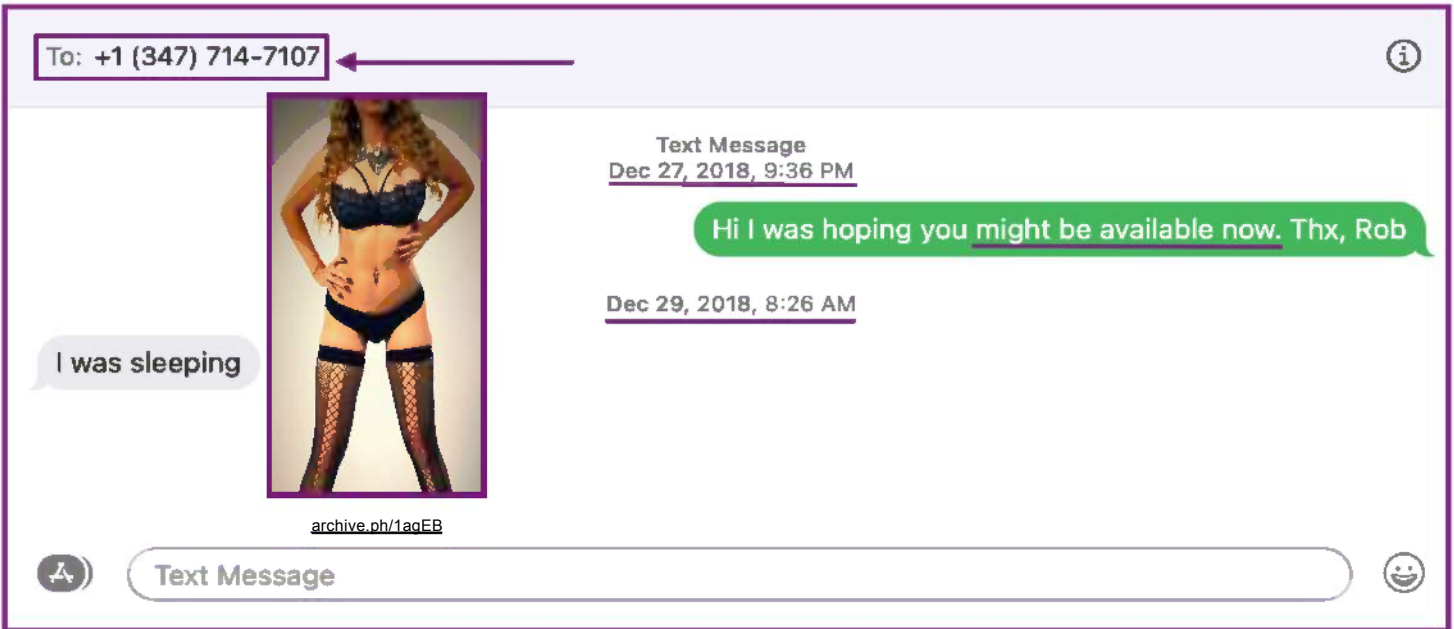 To: +1 (347) 714-7107
Text Message
Dec 27, 2018, 9:36 PM
Hi I was hoping you might be available now. Thx, Rob
Dec 29, 2018, 8:26 AM
I was sleeping
archive.ph/1agEB
Text Message